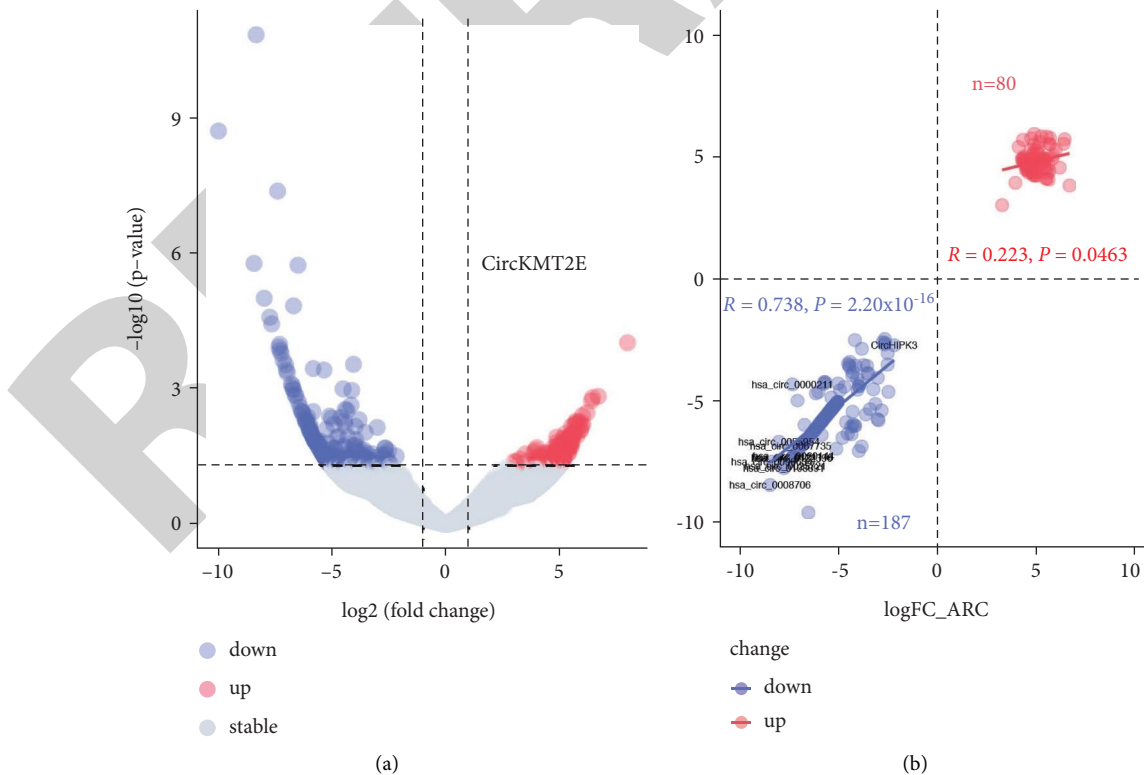 9
6
3
0
–10
–5
0
5
–log10 (p–value)
log2 (fold change)
CircKMT2E
down
up
stable
(a)
10
5
0
-5
-10
-10
-5
0
5
10
n=80
R = 0.223, P = 0.0463
R = 0.738, P = 2.20x10-16
CircHIPK3
hsa_circ_0000211
hsa_circ_0008706
n=187
logFC_ARC
change
down
up
(b)